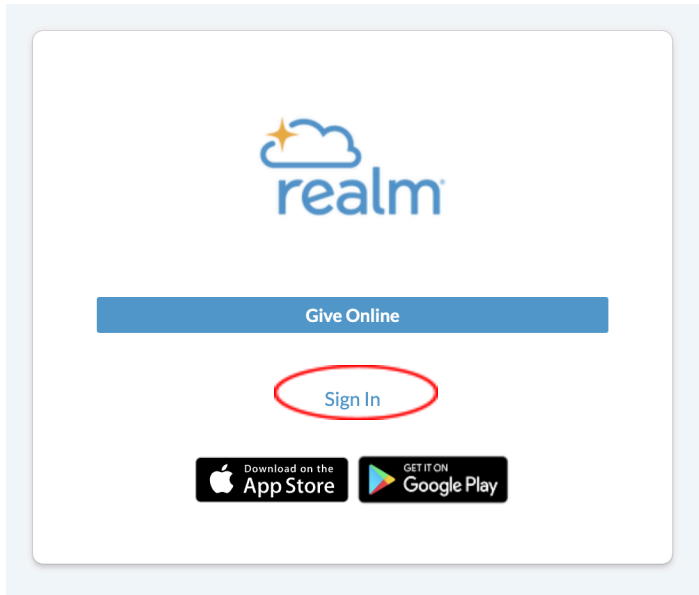 realm
Give Online
Sign In
Download on the
App Store
GET IT ON
Google Play